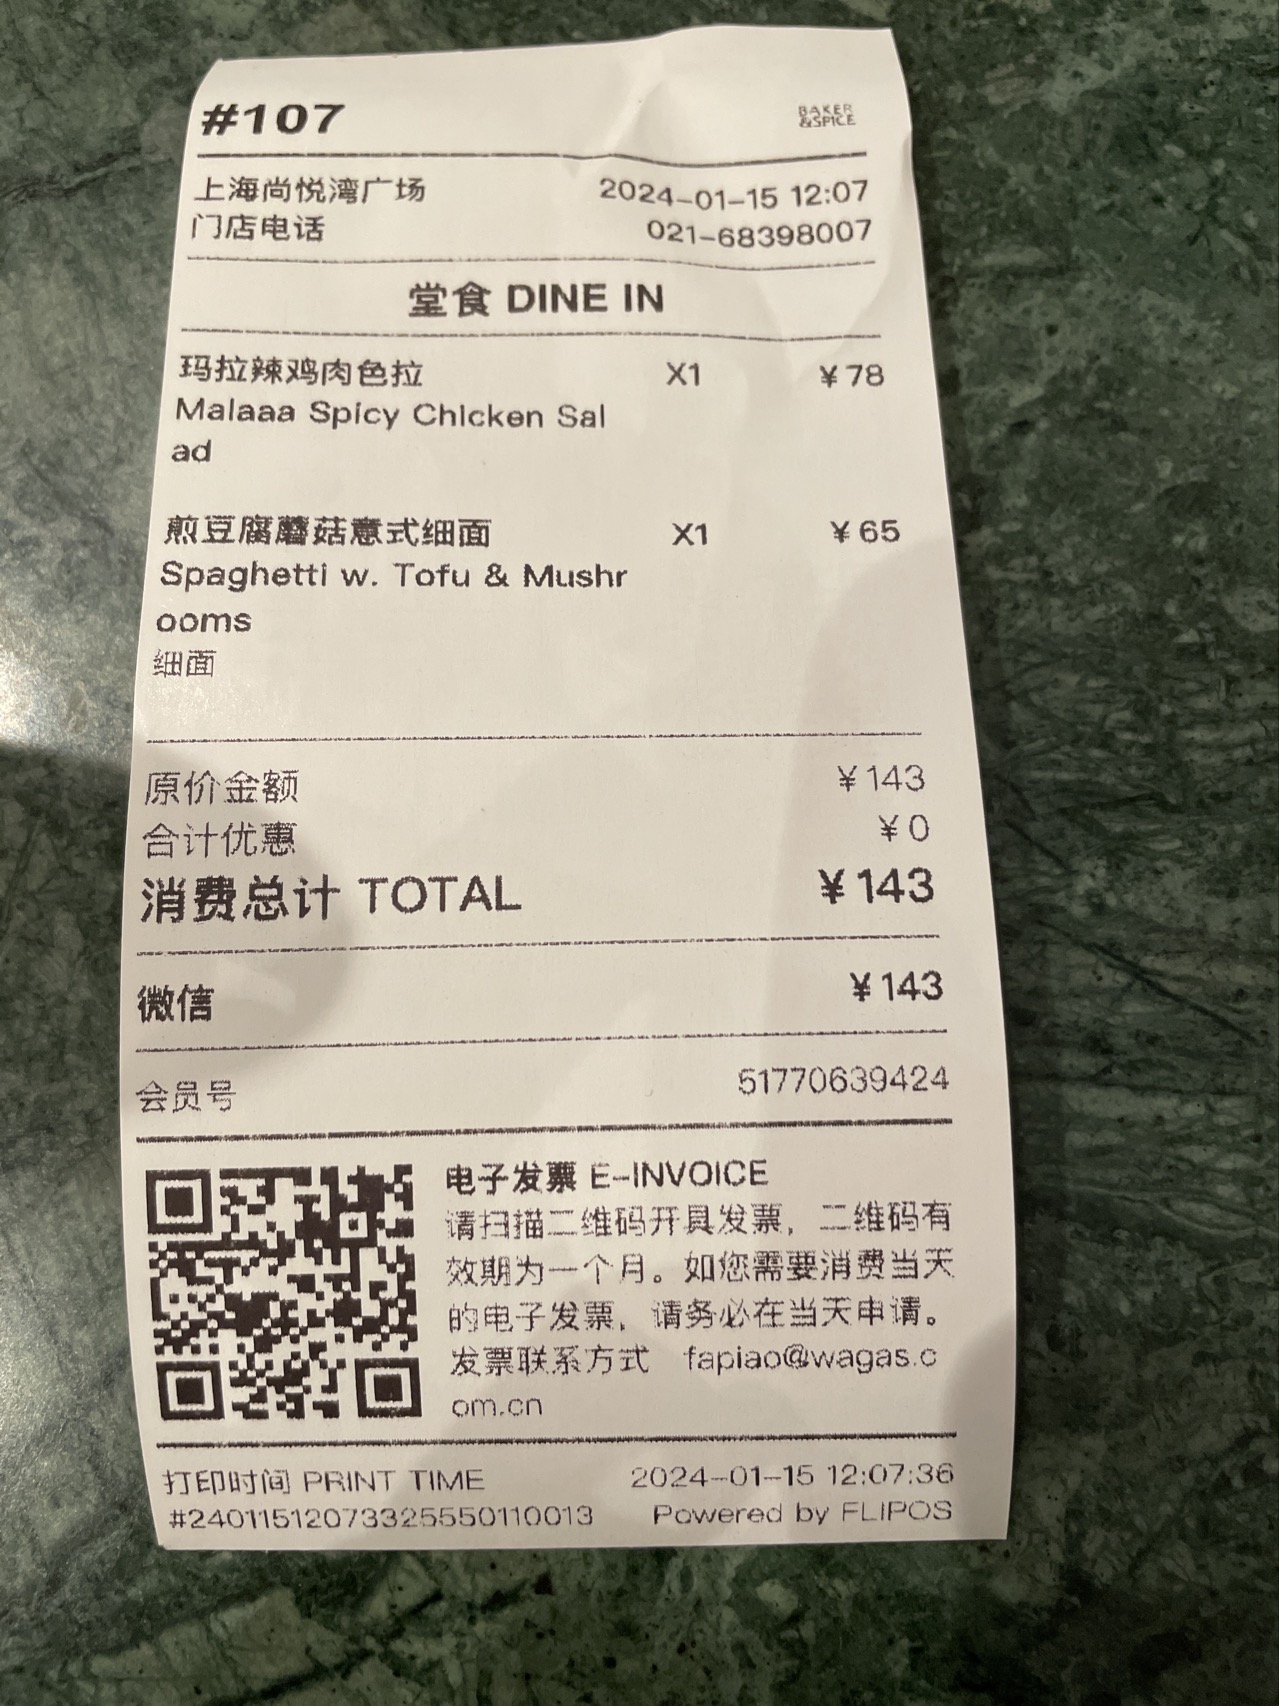 #107
BAKER
&SPICE
上海尚悦湾广场 2024-01-15 12:07
门店电话 021-68398007
堂食 DINE IN
玛拉辣鸡肉色拉 X1 ¥78
Malaaa Spicy Chicken Sal
ad
煎豆腐蘑菇意式细面 X1 ¥65
Spaghetti w. Tofu & Mushr
ooms
细面
原价金额 ¥143
合计优惠 ¥0
消费总计 TOTAL ¥143
微信 ¥143
会员号 51770639424
电子发票 E-INVOICE
请扫描二维码开具发票，二维码有
效期为一个月。如您需要消费当天
的电子发票，请务必在当天申请。
发票联系方式 fapiao@wagas.c
om.cn
打印时间 PRINT TIME 2024-01-15 12:07:36
#24011512073325550110013 Powered by FLIPOS